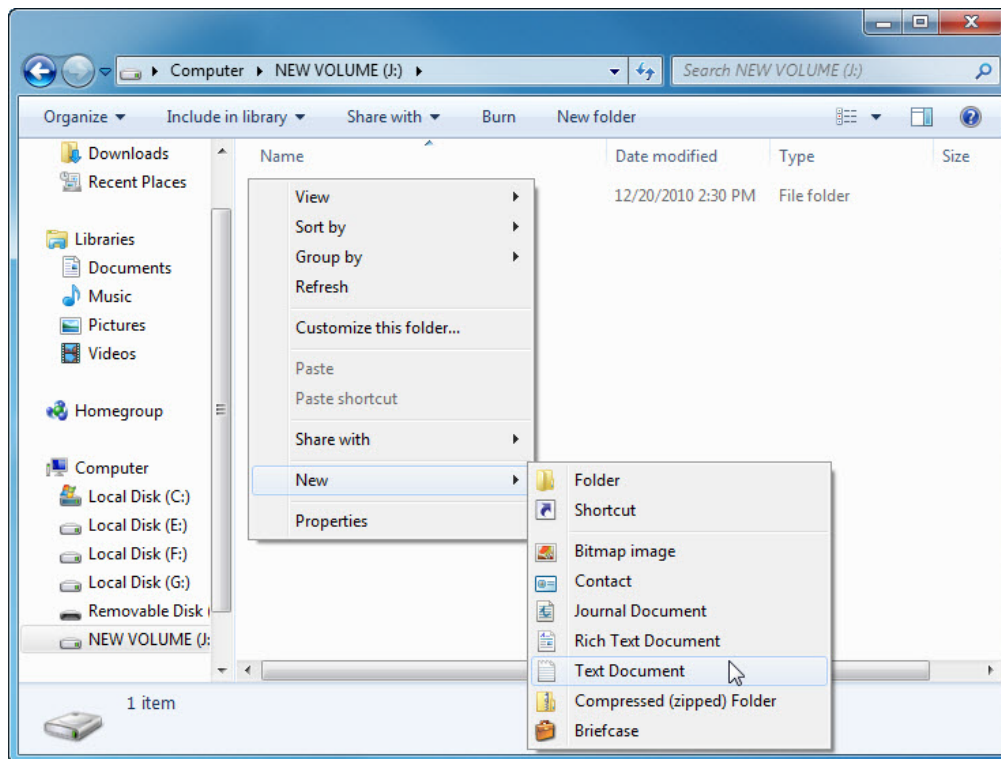 Computer ▸ NEW VOLUME (J:) ▸
Search NEW VOLUME (J:)
Organize
Include in library
Share with
Burn
New folder
Downloads
Recent Places
Libraries
Documents
Music
Pictures
Videos
Homegroup
Computer
Local Disk (C:)
Local Disk (E:)
Local Disk (F:)
Local Disk (G:)
Removable Disk (
NEW VOLUME (J:
Name
Date modified
Type
Size
12/20/2010 2:30 PM
File folder
View
Sort by
Group by
Refresh
Customize this folder...
Paste
Paste shortcut
Share with
New
Properties
Folder
Shortcut
Bitmap image
Contact
Journal Document
Rich Text Document
Text Document
Compressed (zipped) Folder
Briefcase
1 item